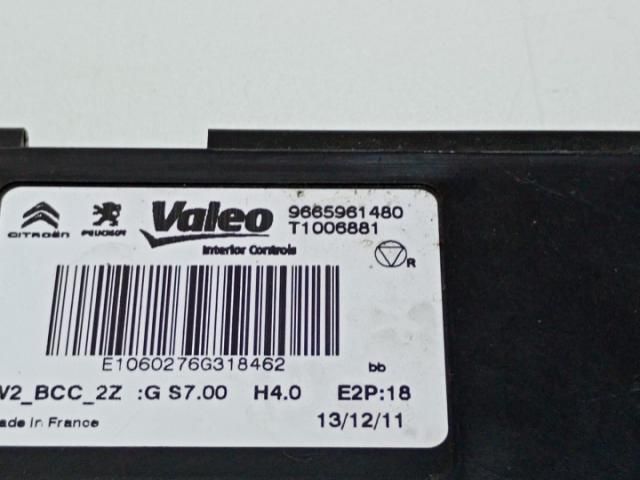 CITROËN PEUGEOT Valeo 9665961480
T1006881
Interior Controls
R
E1060276G318462 bb
V2_BCC_2Z :G S7.00 H4.0 E2P:18
ade in France 13/12/11